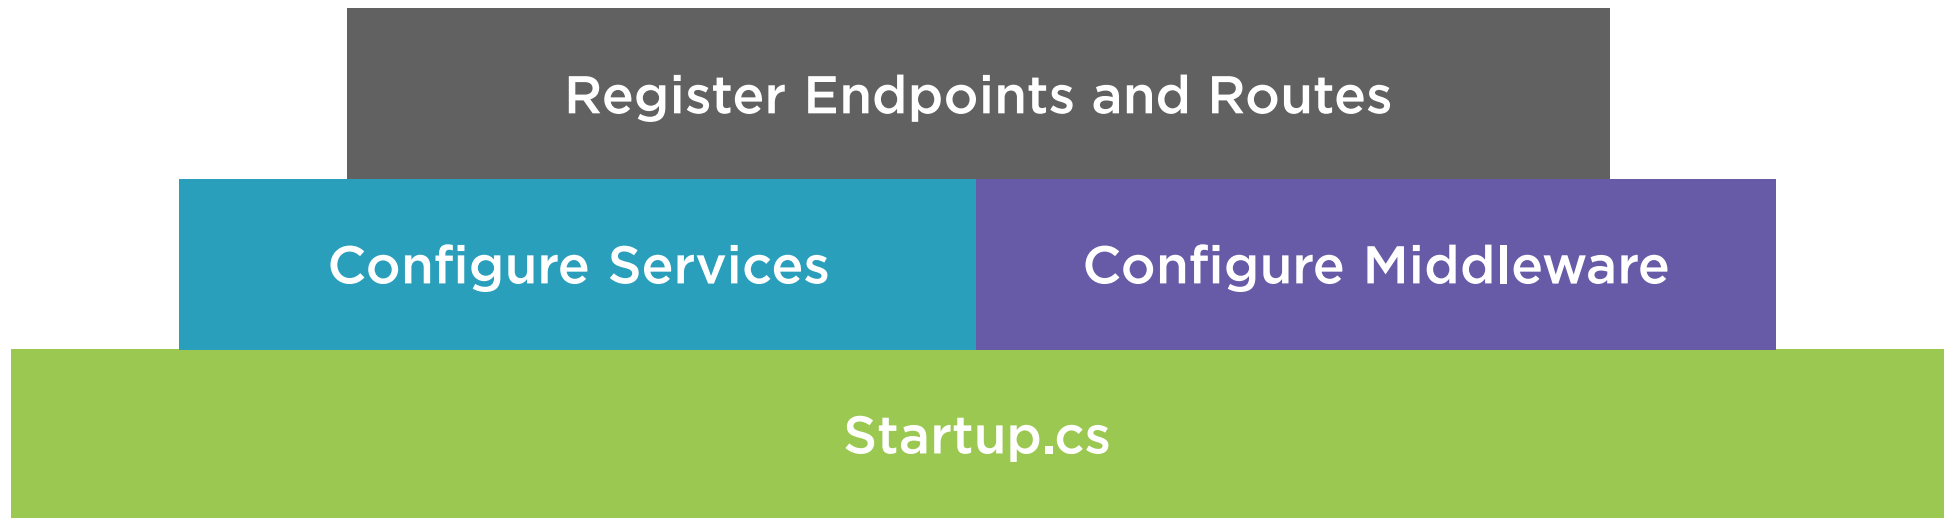 Register Endpoints and Routes
Configure Services
Configure Middleware
Startup.cs